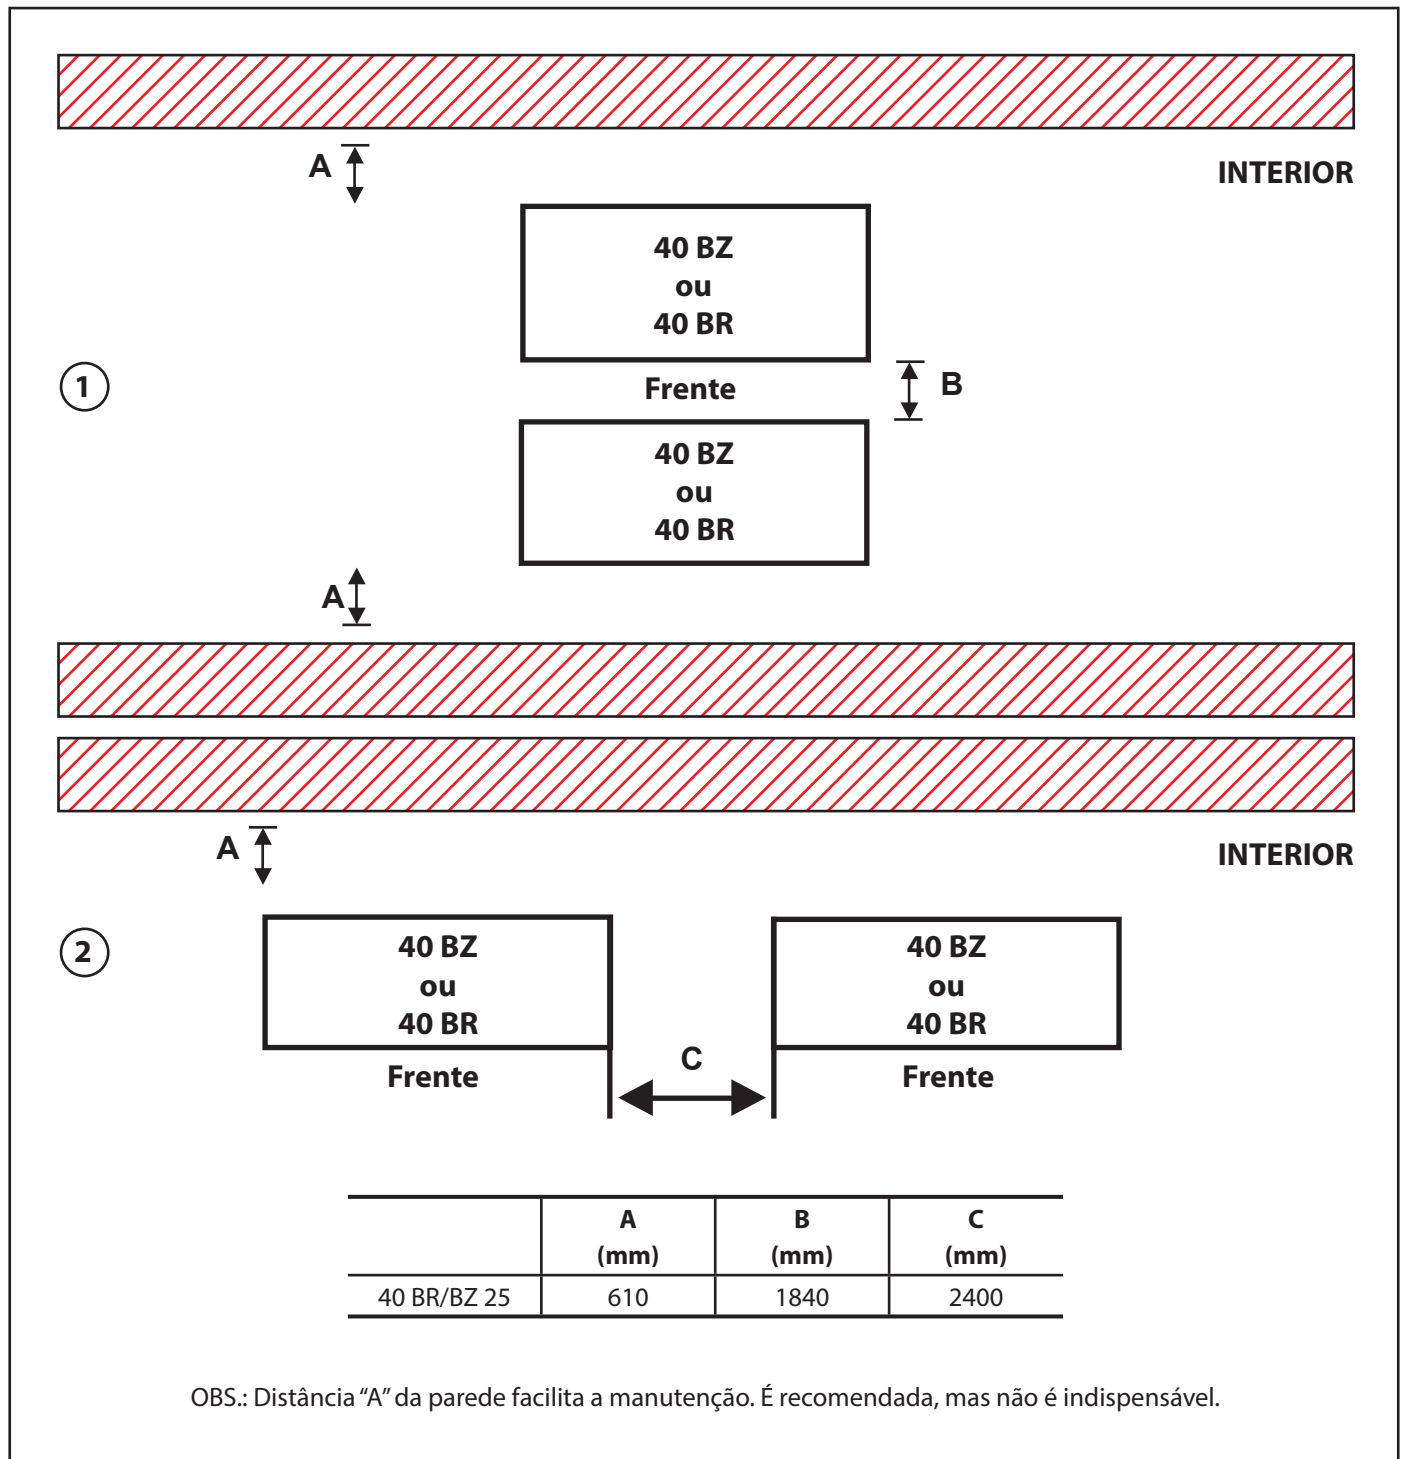 A
INTERIOR
40 BZ
ou
40 BR
1
Frente
B
40 BZ
ou
40 BR
A
A
INTERIOR
2
40 BZ
ou
40 BR
40 BZ
ou
40 BR
Frente
C
Frente
A B C
(mm) (mm) (mm)
40 BR/BZ 25 610 1840 2400
OBS.: Distância “A” da parede facilita a manutenção. É recomendada, mas não é indispensável.